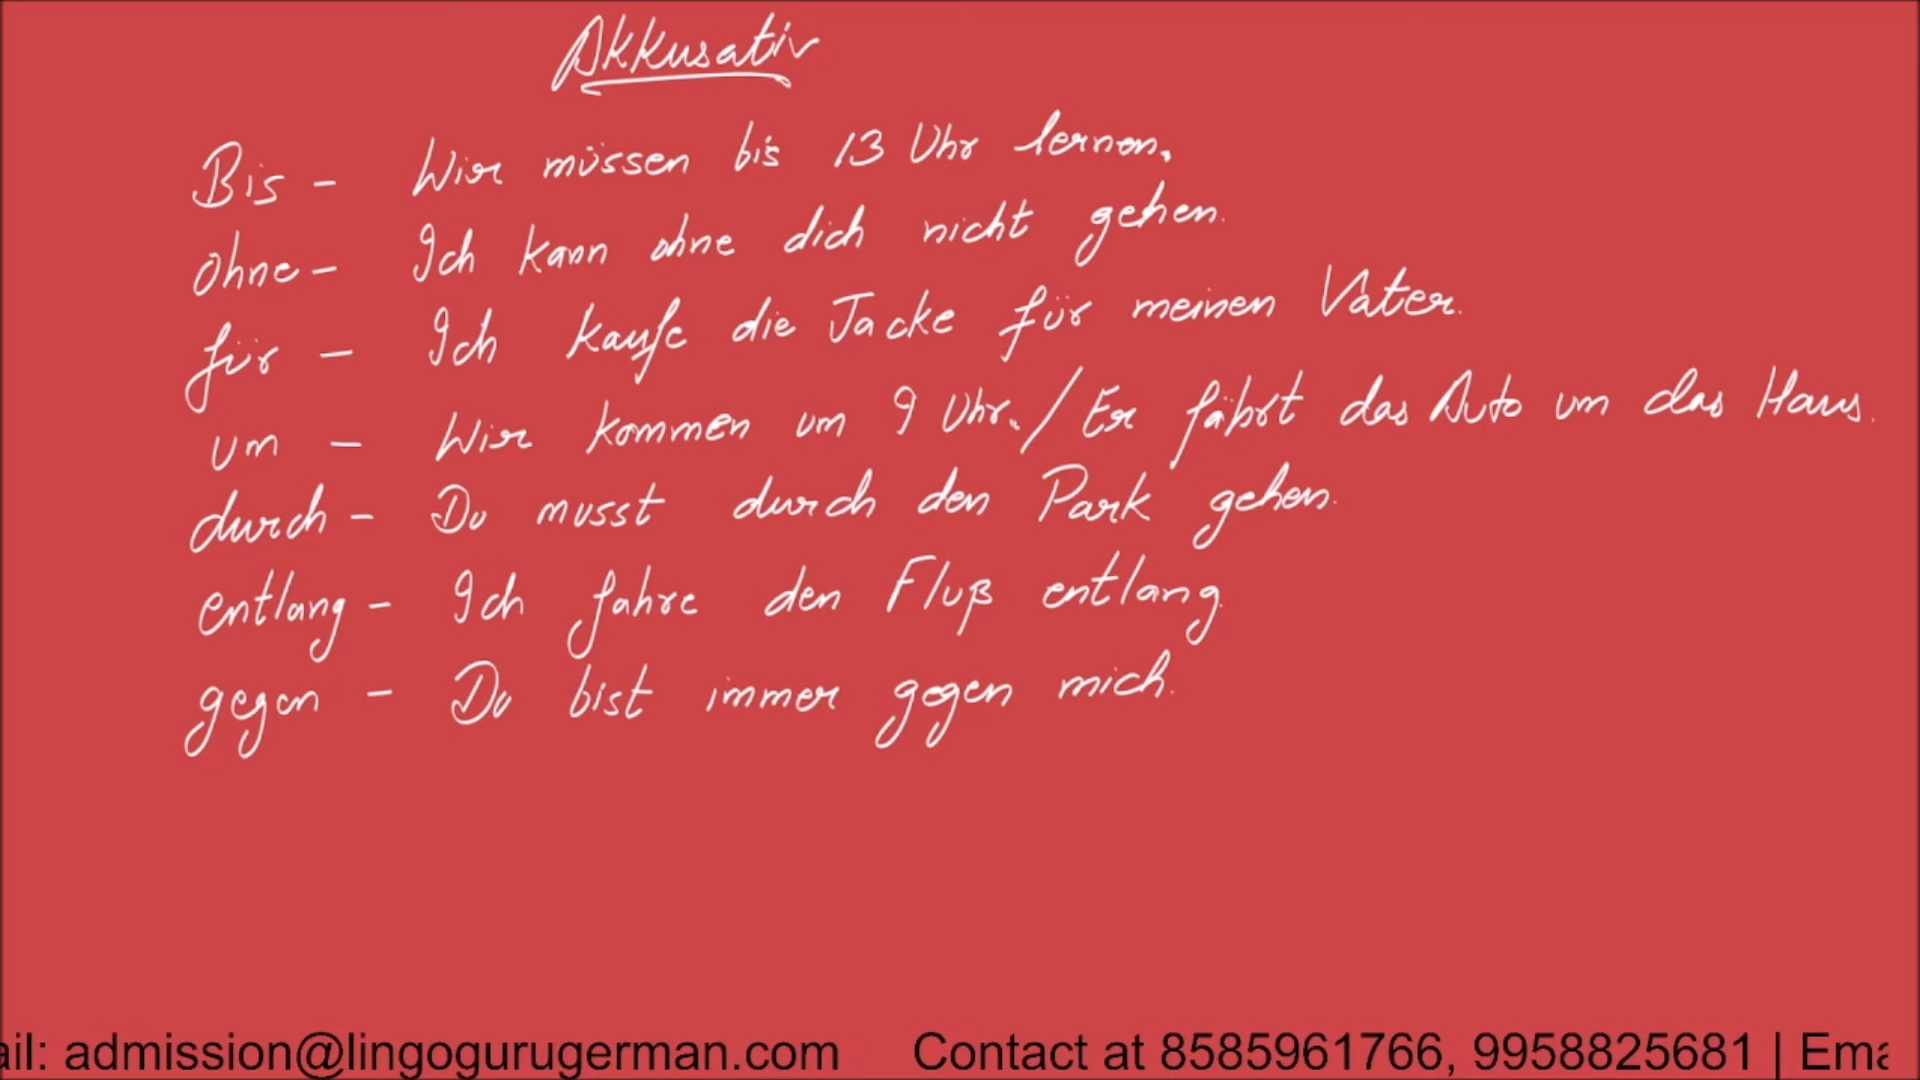 Akkusativ
Bis - Wir müssen bis 13 Uhr lernen.
ohne - Ich kann ohne dich nicht gehen.
für - Ich kaufe die Jacke für meinen Vater.
um - Wir kommen um 9 Uhr. / Er fährt das Auto um das Haus.
durch - Du musst durch den Park gehen.
entlang - Ich fahre den Fluß entlang.
gegen - Du bist immer gegen mich.
ail: admission@lingogurugerman.com Contact at 8585961766, 9958825681 | Ema